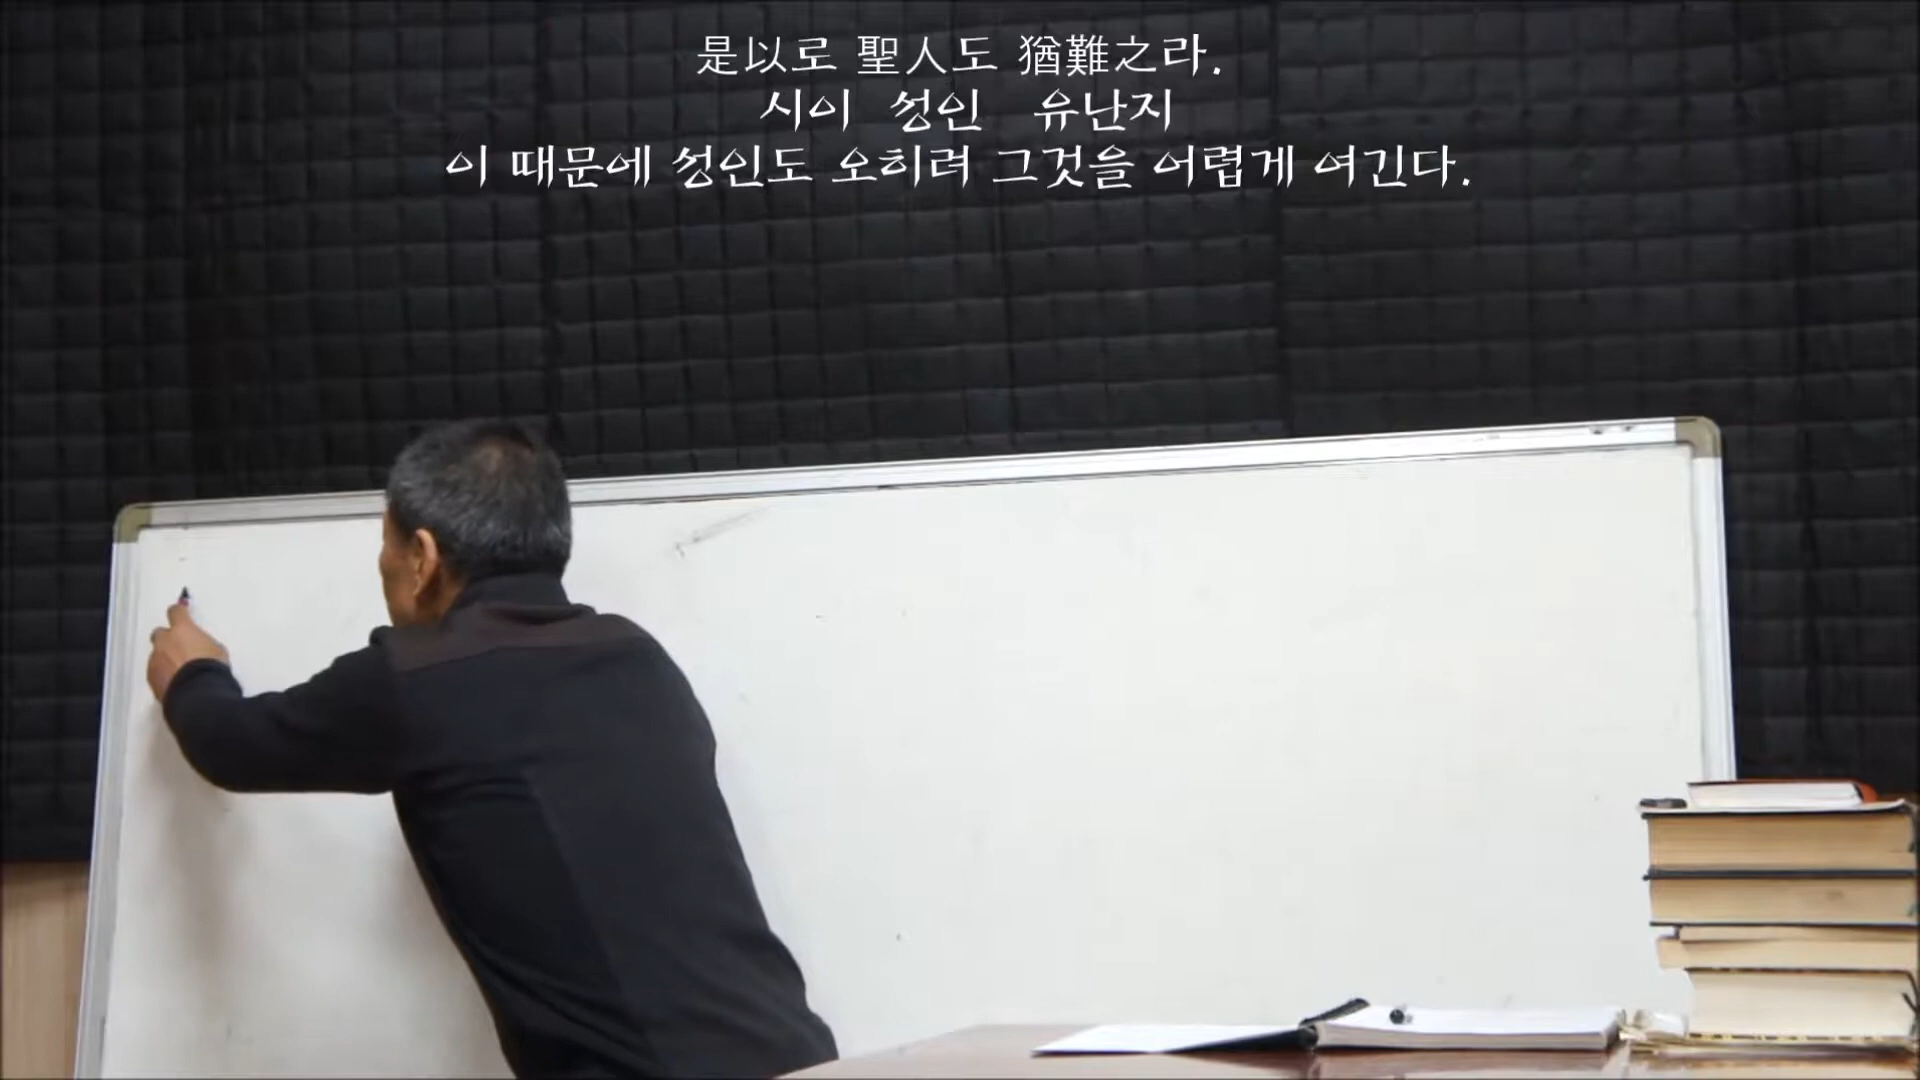 是以로 聖人도 猶難之라.
시이 성인 유난지
이 때문에 성인도 오히려 그것을 어렵게 여긴다.